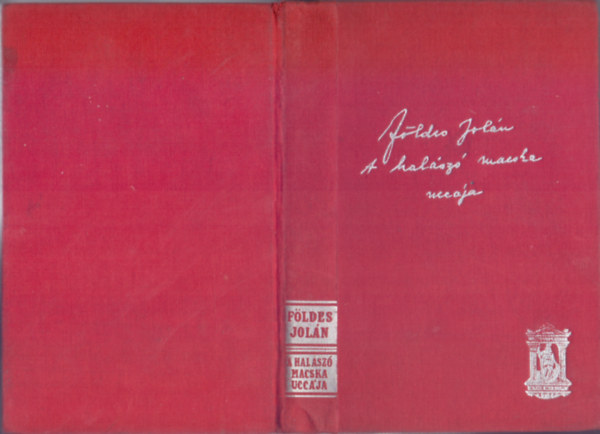 Földes Jolán
A halászó macska
uccája
FÖLDES
JOLÁN
A HALASZÓ
MACSKA
UCCÁJA